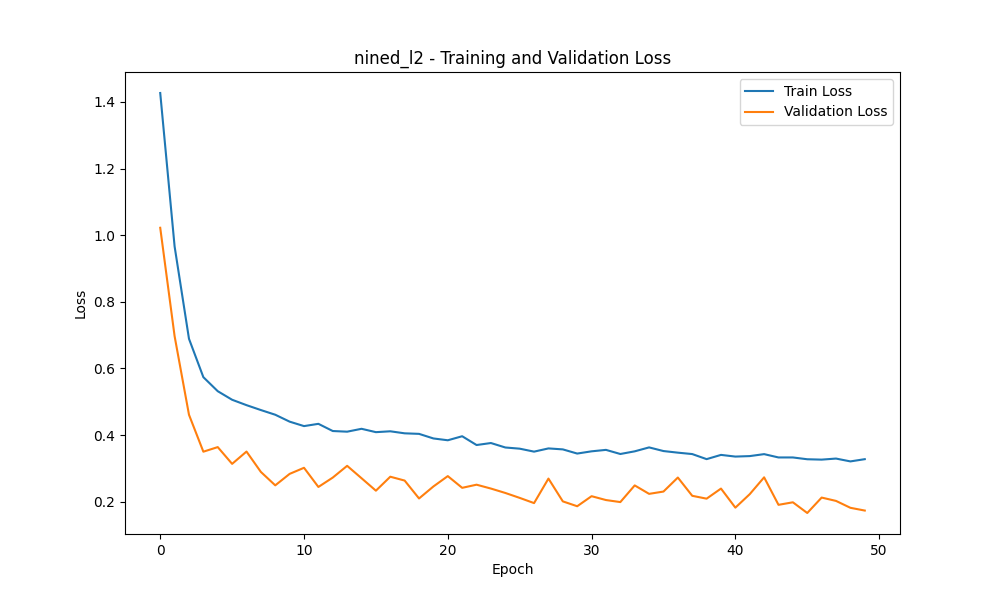 nined_l2 - Training and Validation Loss
Train Loss
Validation Loss
1.4
1.2
1.0
0.8
0.6
0.4
0.2
Loss
0 10 20 30 40 50
Epoch